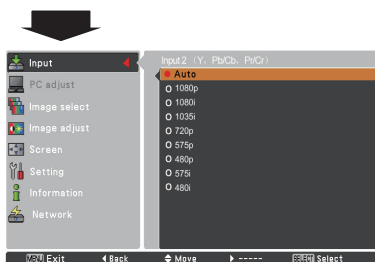 Input
PC adjust
Image select
Image adjust
Screen
Setting
Information
Network
Input 2 （Y, Pb/Cb, Pr/Cr）
Auto
1080p
1080i
1035i
720p
575p
480p
575i
480i
MENU Exit ◀ Back ◆ Move ▶ ----- SELECT Select